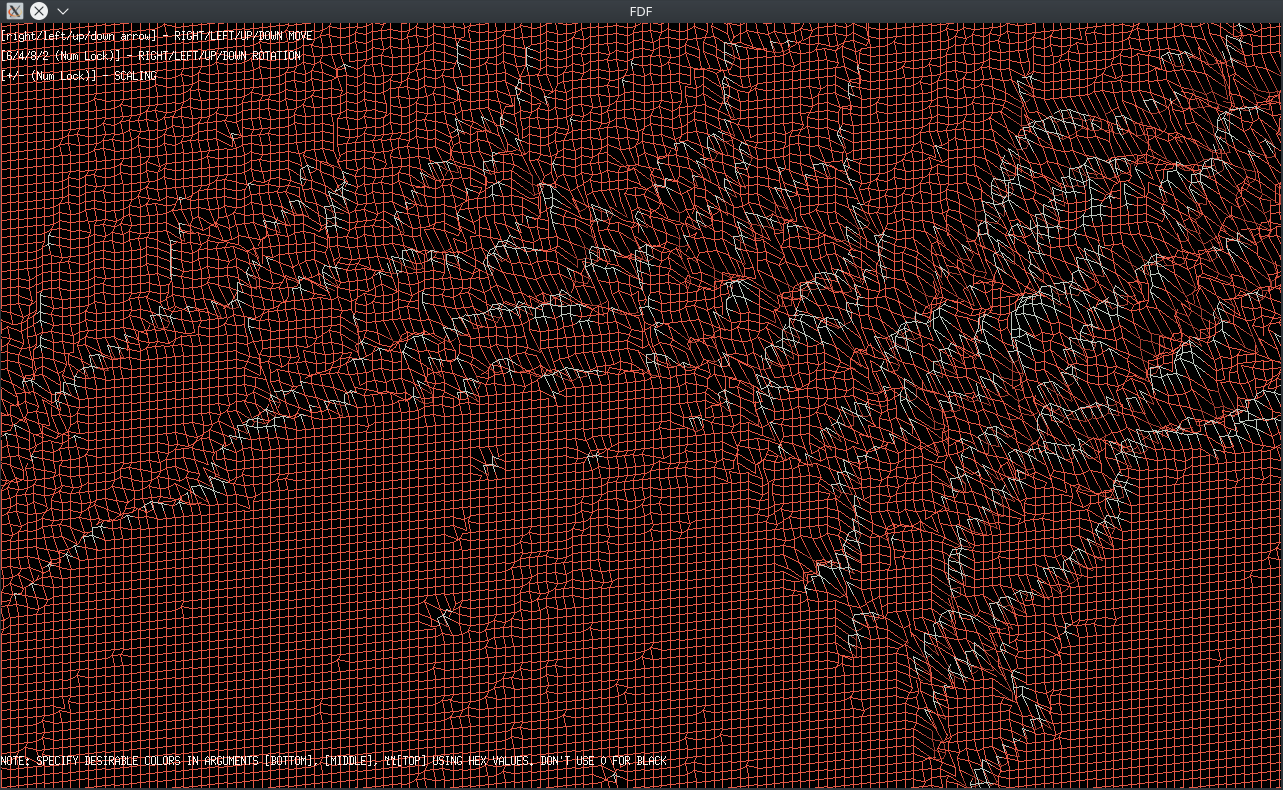 FDF
[right/left/up/down arrow] - RIGHT/LEFT/UP/DOWN MOVE
[6/4/8/2 (Num Lock)] - RIGHT/LEFT/UP/DOWN ROTATION
[+/- (Num Lock)] - SCALING
NOTE: SPECIFY DESIRABLE COLORS IN ARGUMENTS [BOTTOM], [MIDDLE], [TOP] USING HEX VALUES. DON'T USE 0 FOR BLACK